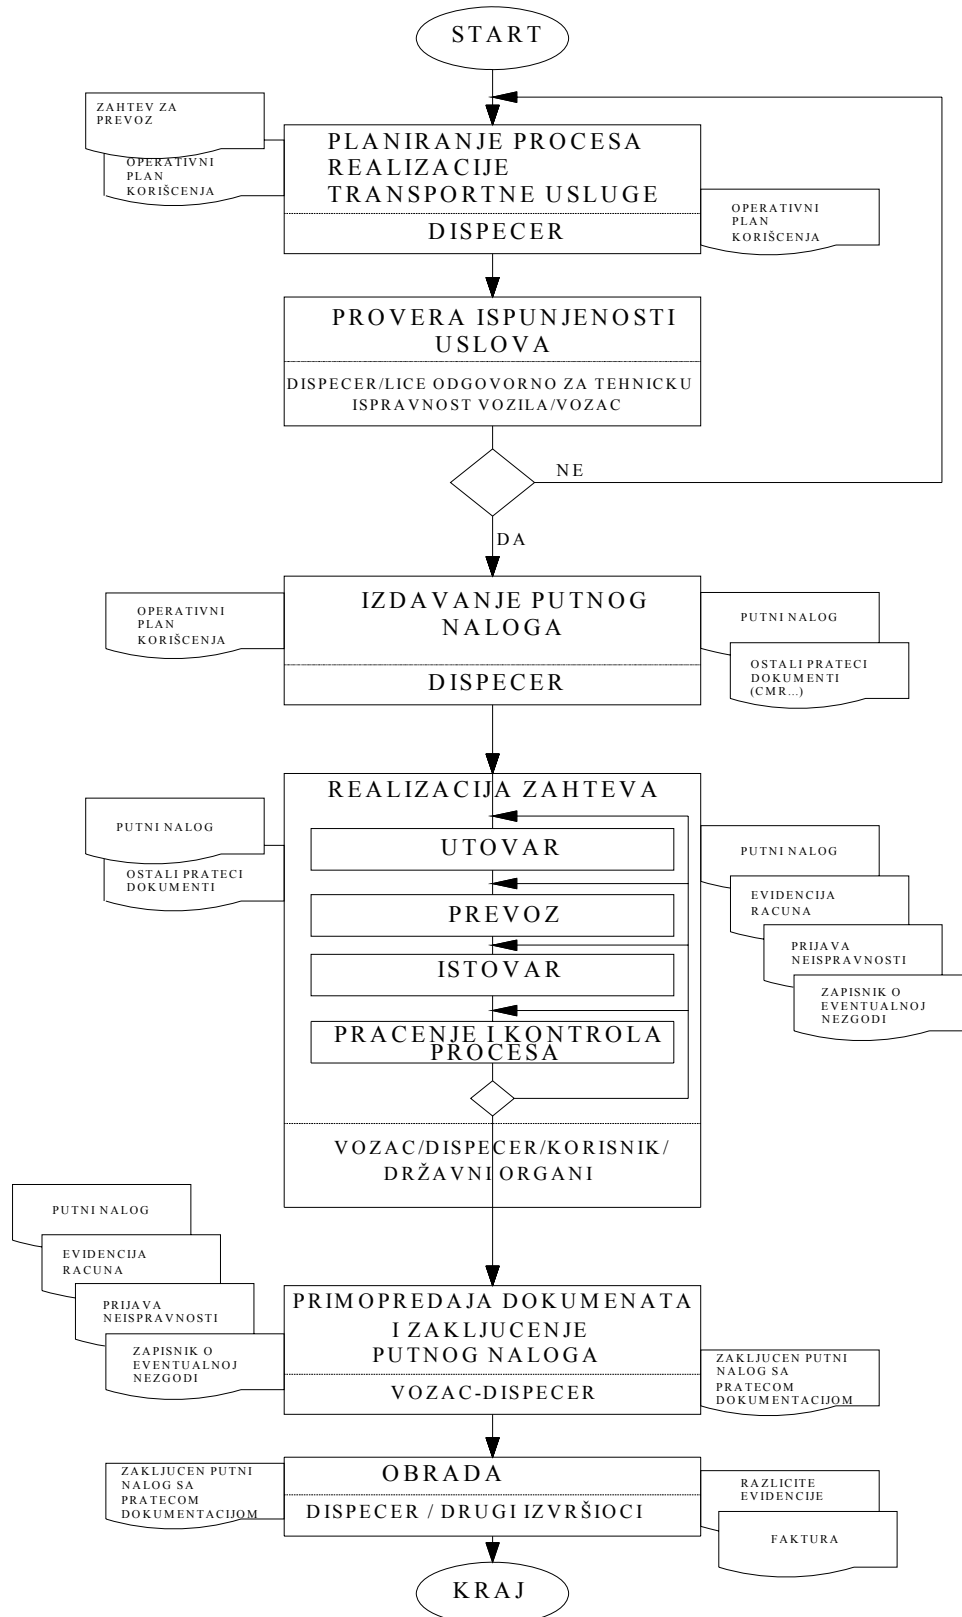 START
ZAHTEV ZA
PREVOZ
OPERATIVNI
PLAN
KORIŠCENJA
PLANIRANJE PROCESA
REALIZACIJE
TRANSPORTNE USLUGE
DISPECER
OPERATIVNI
PLAN
KORIŠCENJA
PROVERA ISPUNJENOSTI
USLOVA
DISPECER/LICE ODGOVORNO ZA TEHNICKU
ISPRAVNOST VOZILA/VOZAC
NE
DA
OPERATIVNI
PLAN
KORIŠCENJA
IZDAVANJE PUTNOG
NALOGA
DISPECER
PUTNI NALOG
OSTALI PRATECI
DOKUMENTI
(CMR...)
REALIZACIJA ZAHTEVA
PUTNI NALOG
OSTALI PRATECI
DOKUMENTI
UTOVAR
PREVOZ
ISTOVAR
PRACENJE I KONTROLA
PROCESA
VOZAC/DISPECER/KORISNIK/
DRŽAVNI ORGANI
PUTNI NALOG
EVIDENCIJA
RACUNA
PRIJAVA
NEISPRAVNOSTI
ZAPISNIK O
EVENTUALNOJ
NEZGODI
PUTNI NALOG
EVIDENCIJA
RACUNA
PRIJAVA
NEISPRAVNOSTI
ZAPISNIK O
EVENTUALNOJ
NEZGODI
PRIMOPREDAJA DOKUMENATA
I ZAKLJUCENJE
PUTNOG NALOGA
VOZAC-DISPECER
ZAKLJUCEN PUTNI
NALOG SA
PRATECOM
DOKUMENTACIJOM
ZAKLJUCEN PUTNI
NALOG SA
PRATECOM
DOKUMENTACIJOM
OBRADA
DISPECER / DRUGI IZVRŠIOCI
RAZLICITE
EVIDENCIJE
FAKTURA
KRAJ